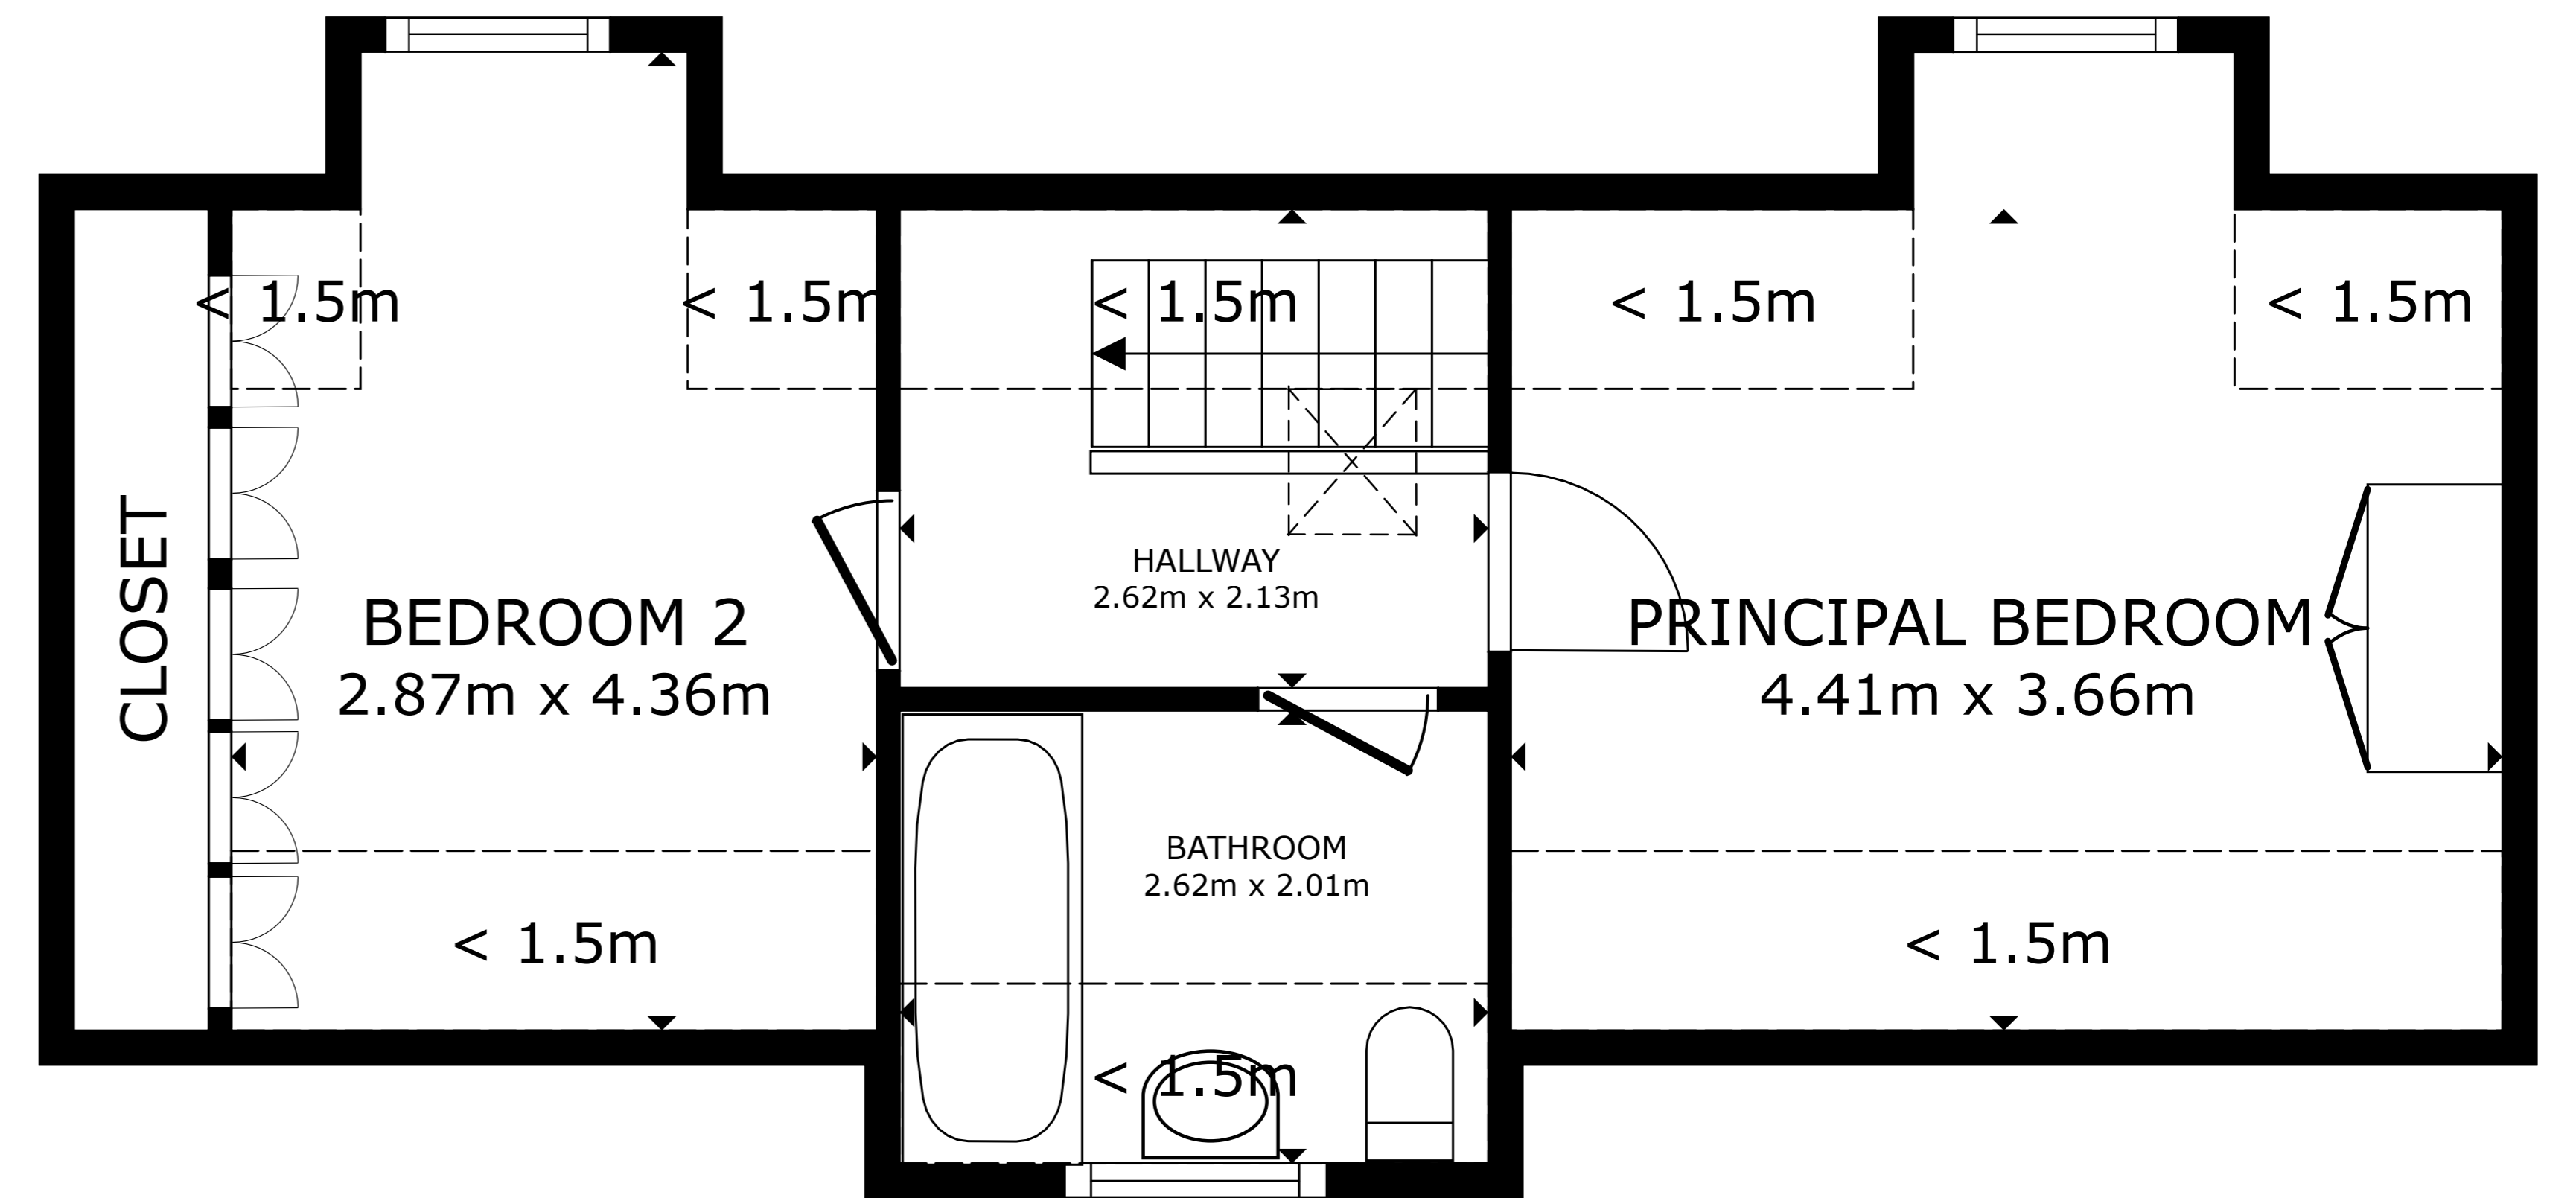 < 1.5m
< 1.5m
< 1.5m
< 1.5m
< 1.5m
CLOSET
BEDROOM 2
2.87m x 4.36m
HALLWAY
2.62m x 2.13m
PRINCIPAL BEDROOM
4.41m x 3.66m
BATHROOM
2.62m x 2.01m
< 1.5m
< 1.5m
< 1.5m